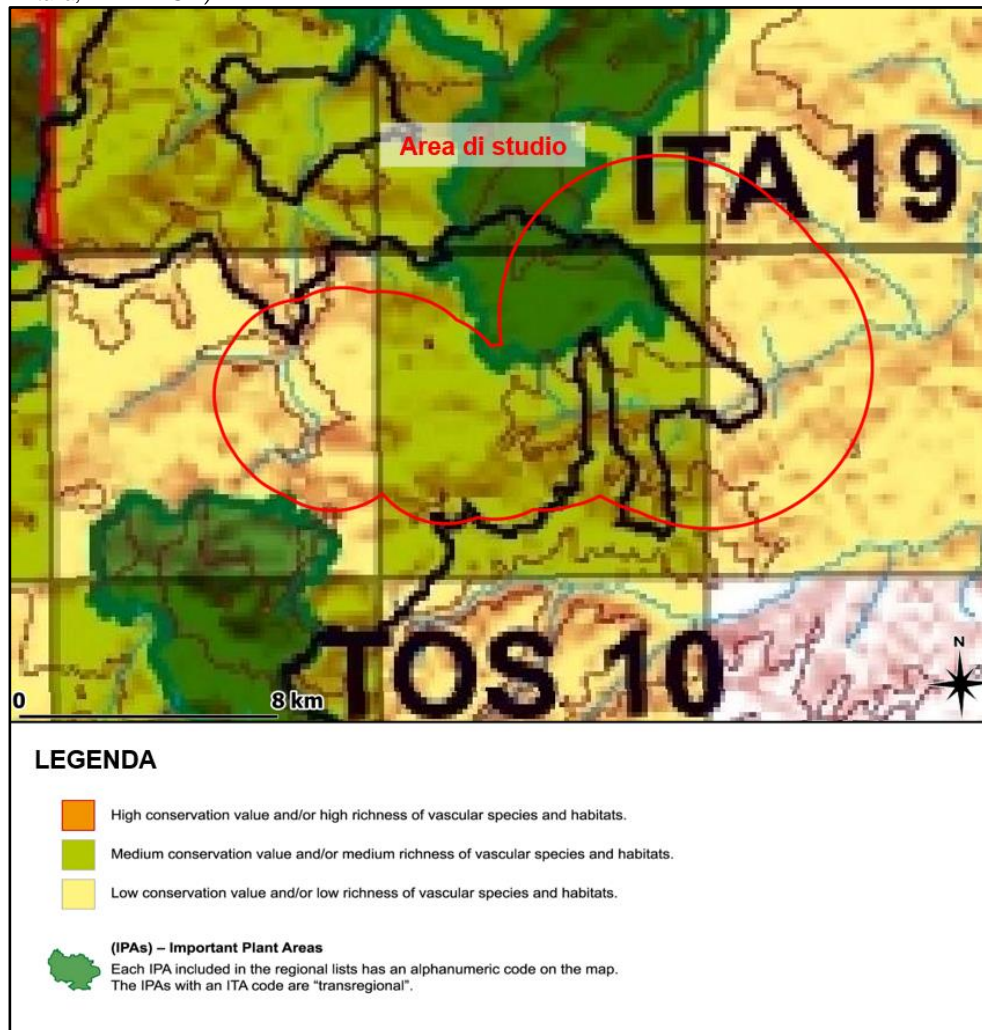 Area di studio
ITA 19
TOS 10
N
0 8 km
LEGENDA
High conservation value and/or high richness of vascular species and habitats.
Medium conservation value and/or medium richness of vascular species and habitats.
Low conservation value and/or low richness of vascular species and habitats.
(IPAs) – Important Plant Areas
Each IPA included in the regional lists has an alphanumeric code on the map.
The IPAs with an ITA code are "transregional".